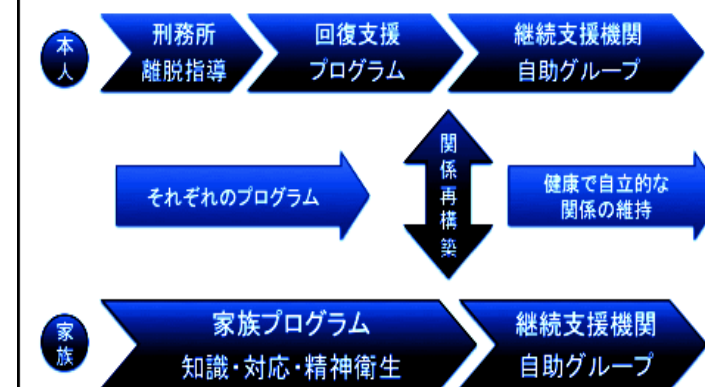 本人
刑務所
離脱指導
回復支援
プログラム
継続支援機関
自助グループ
それぞれのプログラム
関係再構築
健康で自立的な
関係の維持
家族
家族プログラム
知識・対応・精神衛生
継続支援機関
自助グループ